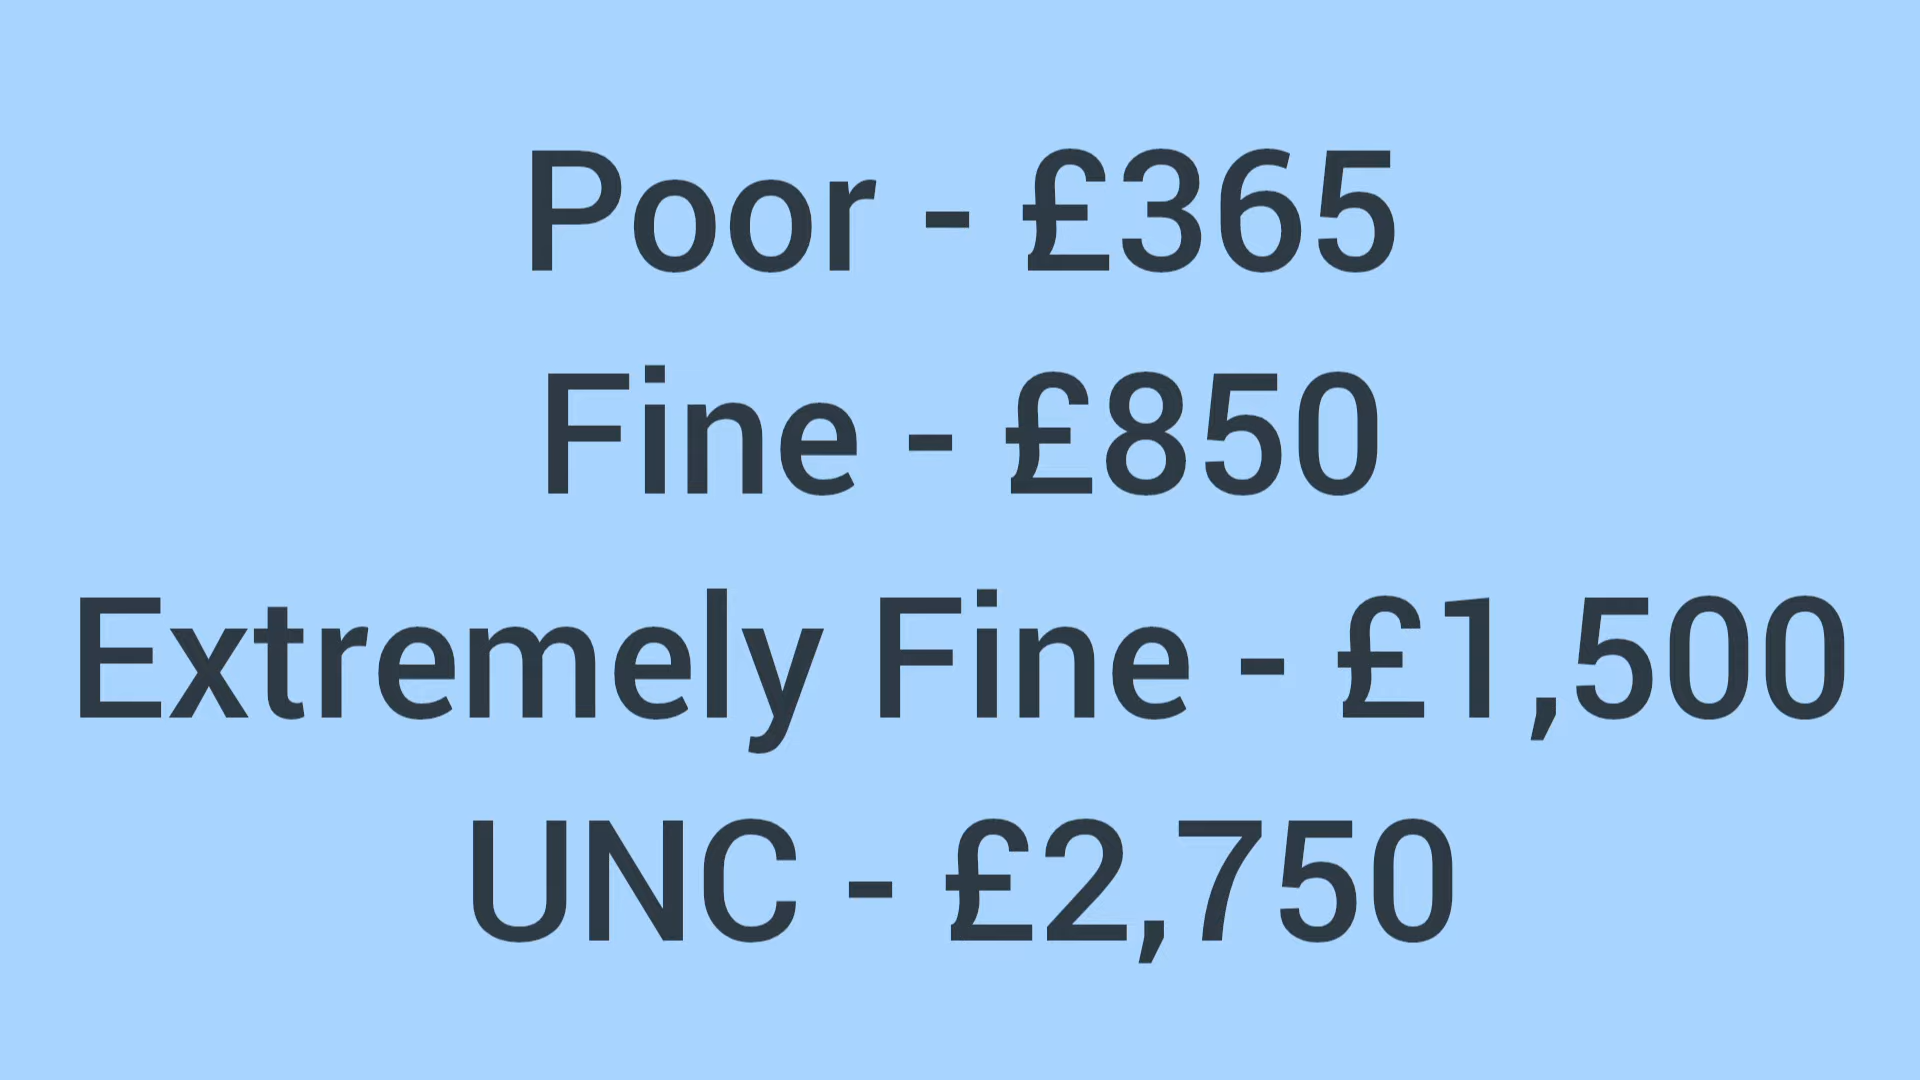 Poor - £365
Fine - £850
Extremely Fine - £1,500
UNC - £2,750